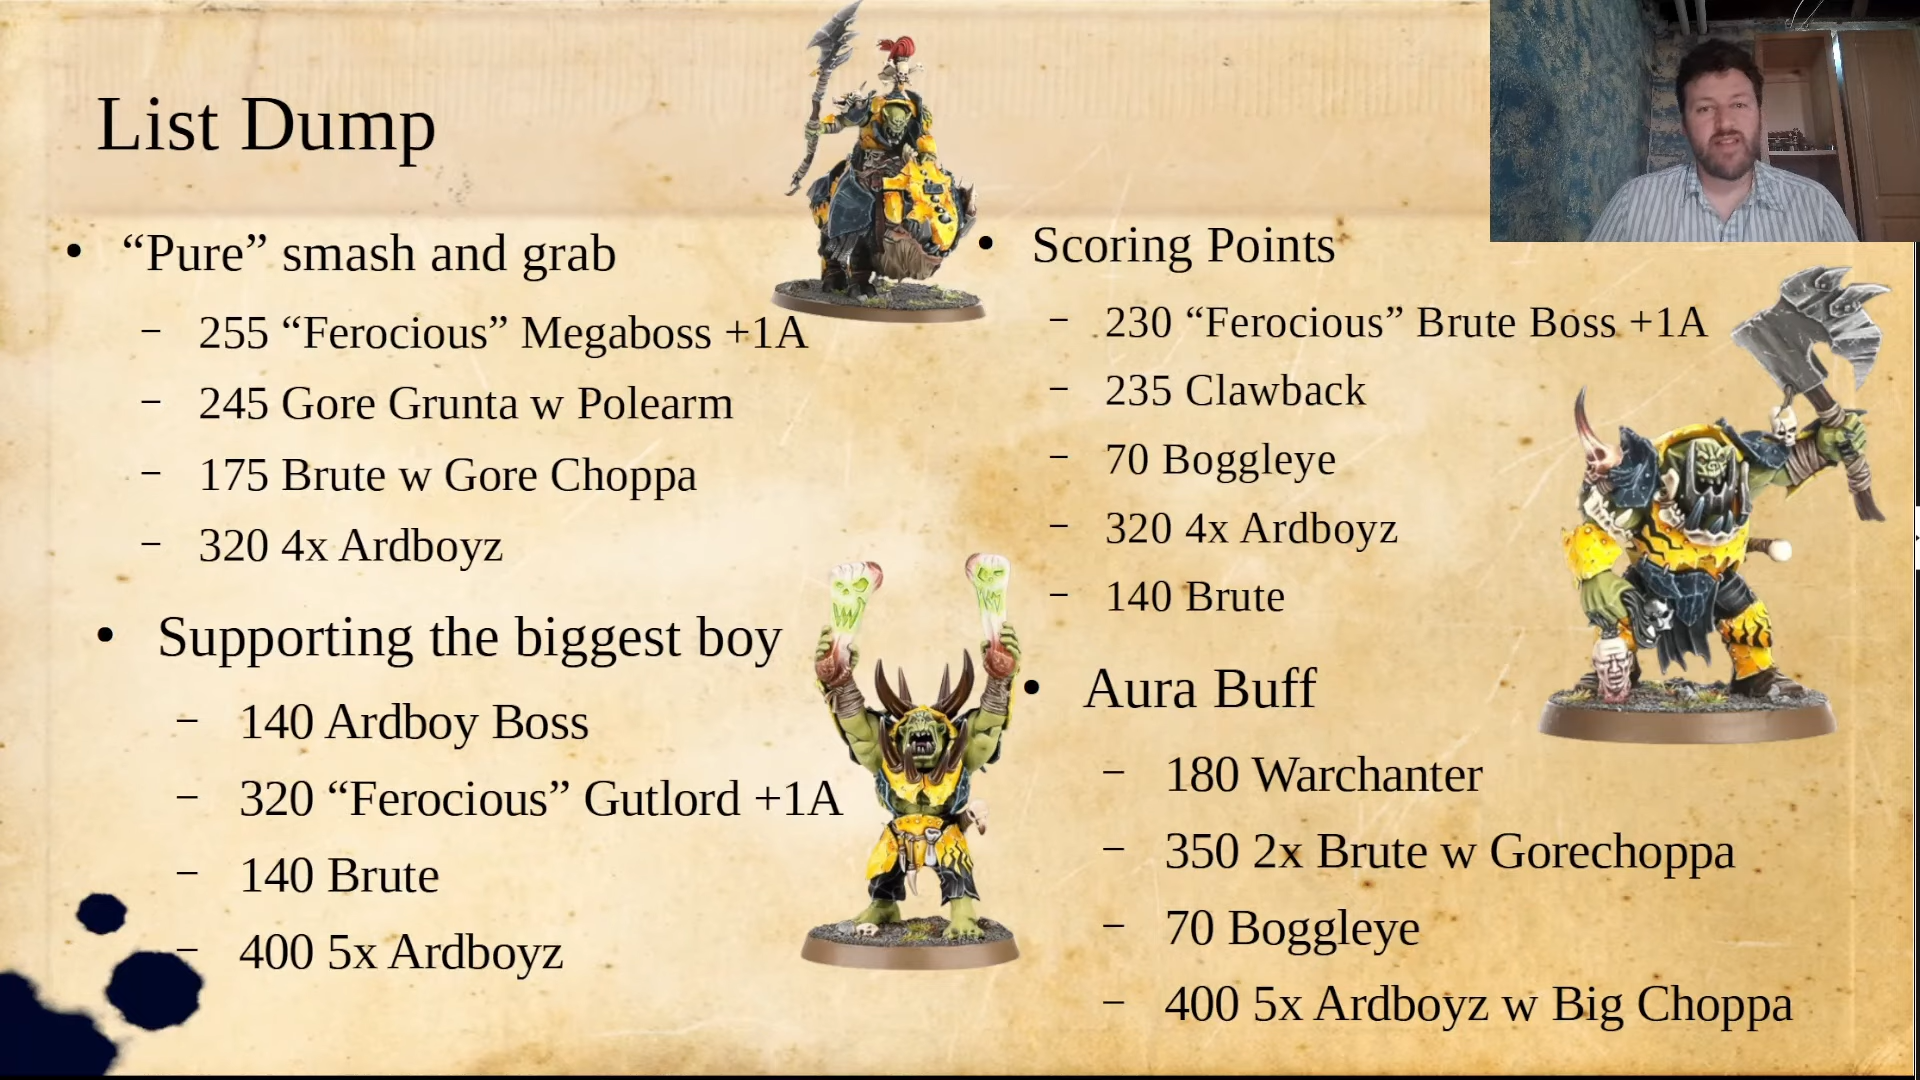 List Dump
• “Pure” smash and grab
– 255 “Ferocious” Megaboss +1A
– 245 Gore Grunta w Polearm
– 175 Brute w Gore Choppa
– 320 4x Ardboyz
• Supporting the biggest boy
– 140 Ardboy Boss
– 320 “Ferocious” Gutlord +1A
– 140 Brute
– 400 5x Ardboyz
• Scoring Points
– 230 “Ferocious” Brute Boss +1A
– 235 Clawback
– 70 Boggleye
– 320 4x Ardboyz
– 140 Brute
• Aura Buff
– 180 Warchanter
– 350 2x Brute w Gorechoppa
– 70 Boggleye
– 400 5x Ardboyz w Big Choppa